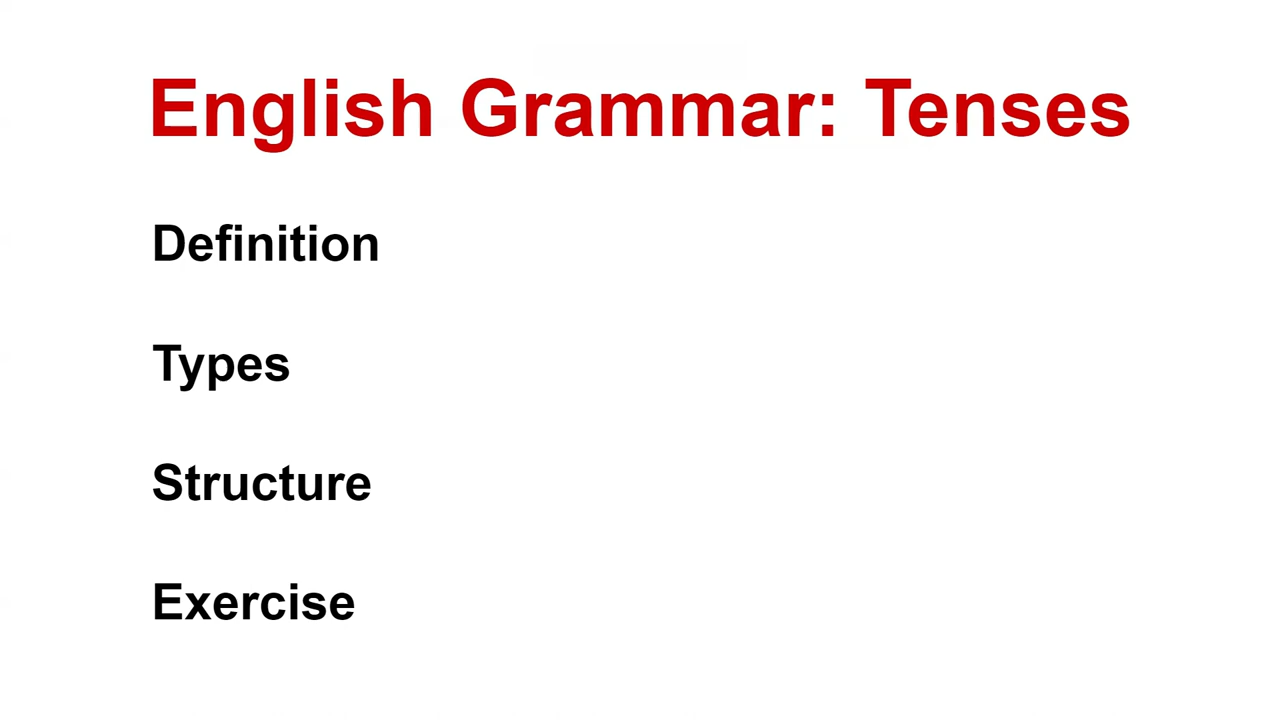 English Grammar: Tenses
Definition
Types
Structure
Exercise